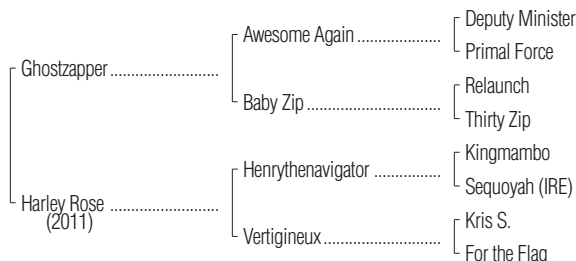 Deputy Minister
Awesome Again ....................
Primal Force
Ghostzapper ..........................
Relaunch
Baby Zip ................................
Thirty Zip
Kingmambo
Henrythenavigator .................
Sequoyah (IRE)
Harley Rose ..........................
(2011)
Kris S.
Vertigineux ............................
For the Flag